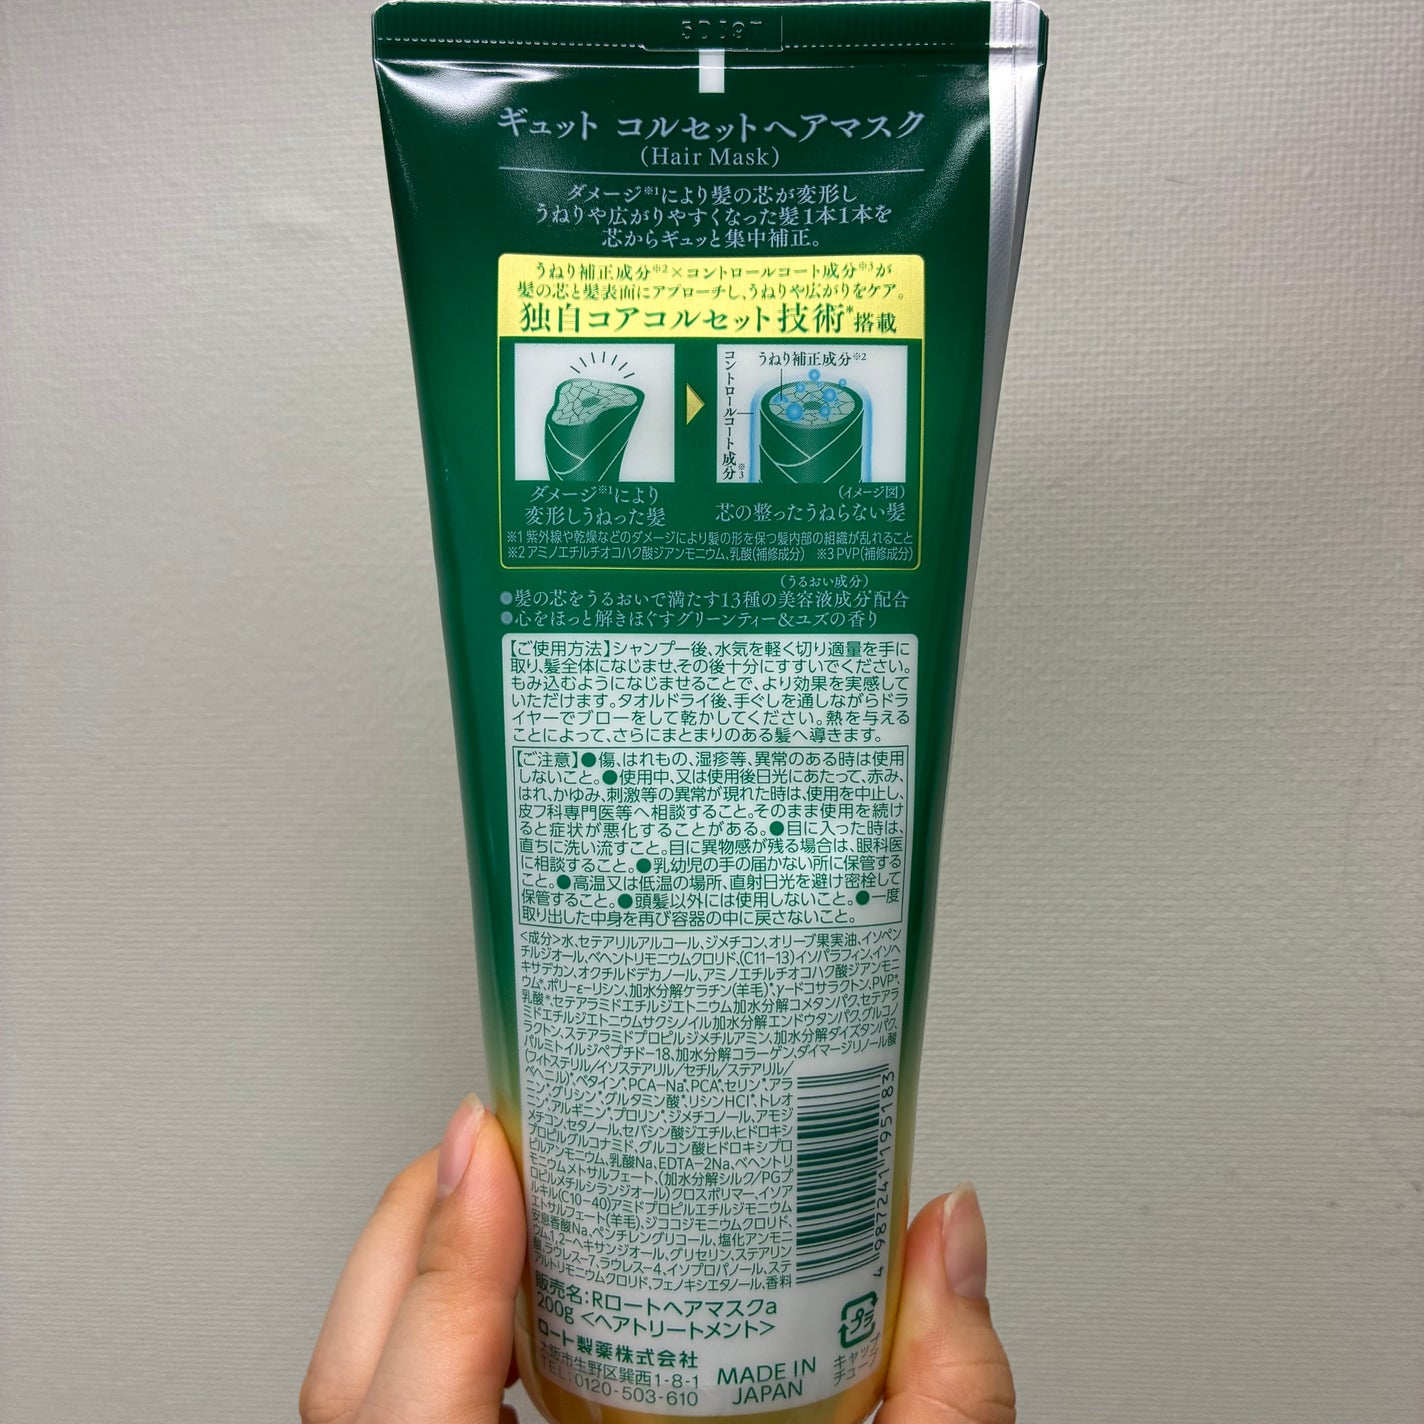 ギュット コルセットヘアマスク
(Hair Mask)
ダメージ※1により髪の芯が変形し
うねりや広がりやすくなった髪1本1本を
芯からギュッと集中補正。
うねり補正成分※2×コントロールコート成分※3が
髪の芯と髪表面にアプローチし、うねりや広がりをケア。
独自コアコルセット技術*搭載
うねり補正成分※2
コントロールコート成分※3
(イメージ図)
ダメージ※1により
変形しうねった髪
芯の整ったうねらない髪
※1 紫外線や乾燥などのダメージにより髪の形を保つ髪内部の組織が乱れること
※2 アミノエチルチオコハク酸ジアンモニウム、乳酸(補修成分) ※3 PVP(補修成分)
(うるおい成分)
●髪の芯をうるおいで満たす13種の美容液成分配合
●心をほっと解きほぐすグリーンティー&ユズの香り
【ご使用方法】シャンプー後、水気を軽く切り適量を手に
取り、髪全体になじませ、その後十分にすすいでください。
もみ込むようになじませることで、より効果を実感して
いただけます。タオルドライ後、手ぐしを通しながらドラ
イヤーでブローをして乾かしてください。熱を与える
ことによって、さらにまとまりのある髪へ導きます。
【ご注意】●傷、はれもの、湿疹等、異常のある時は使用
しないこと。●使用中、又は使用後日光にあたって、赤み、
はれ、かゆみ、刺激等の異常が現れた時は、使用を中止し、
皮フ科専門医等へ相談すること。そのまま使用を続け
ると症状が悪化することがある。●目に入った時は、
直ちに洗い流すこと。目に異物感が残る場合は、眼科医
に相談すること。●乳幼児の手の届かない所に保管する
こと。●高温又は低温の場所、直射日光を避け密栓して
保管すること。●頭髪以外には使用しないこと。●一度
取り出した中身を再び容器の中に戻さないこと。
<成分>水、セテアリルアルコール、ジメチコン、オリーブ果実油、イソペン
チルジオール、ベヘントリモニウムクロリド、(C11-13)イソパラフィン、イソヘ
キサデカン、オクチルドデカノール、アミノエチルチオコハク酸ジアンモニ
ウム*、ポリ-ε-リシン、加水分解ケラチン(羊毛)*、γ-ドコサラクトン、PVP*、
乳酸*、セテアラミドエチルジエトニウム加水分解コメタンパク、セテアラ
ミドエチルジエトニウムサクシノイル加水分解エンドウタンパク、グルコノ
ラクトン、ステアラミドプロピルジメチルアミン、加水分解ダイズタンパク、
パルミトイルジペプチド-18、加水分解コラーゲン、ダイマージリノール酸
(フィトステリル/イソステアリル/セチル/ステアリル/
ベヘニル)*、ベタイン*、PCA-Na*、PCA*、セリン*、アラ
ニン*、グリシン*、グルタミン酸*、リシンHCl*、トレオ
ニン*、アルギニン*、プロリン*、ジメチコノール、アモジ
メチコン、セタノール、セバシン酸ジエチル、ヒドロキシ
プロピルグルコナミド、グルコン酸ヒドロキシプロ
ピルアンモニウム、乳酸Na、EDTA-2Na、ベヘントリ
モニウムメトサルフェート、(加水分解シルク/PGプ
ロピルメチルシランジオール)クロスポリマー、イソア
ルキル(C10-40)アミドプロピルエチルジモニウム
エトサルフェート(羊毛)、ジココジモニウムクロリド、
安息香酸Na、ペンチレングリコール、塩化アンモニ
ウム、1,2-ヘキサンジオール、グリセリン、ステアリン
酸、ラウレス-7、ラウレス-4、イソプロパノール、ステ
アルトリモニウムクロリド、フェノキシエタノール、香料
4 987241 195183
販売名:Rロートヘアマスクa
200g <ヘアトリートメント>
ロート製薬株式会社
大阪市生野区巽西1-8-1
TEL:0120-503-610
MADE IN
JAPAN
プラ
キャップ
チューブ